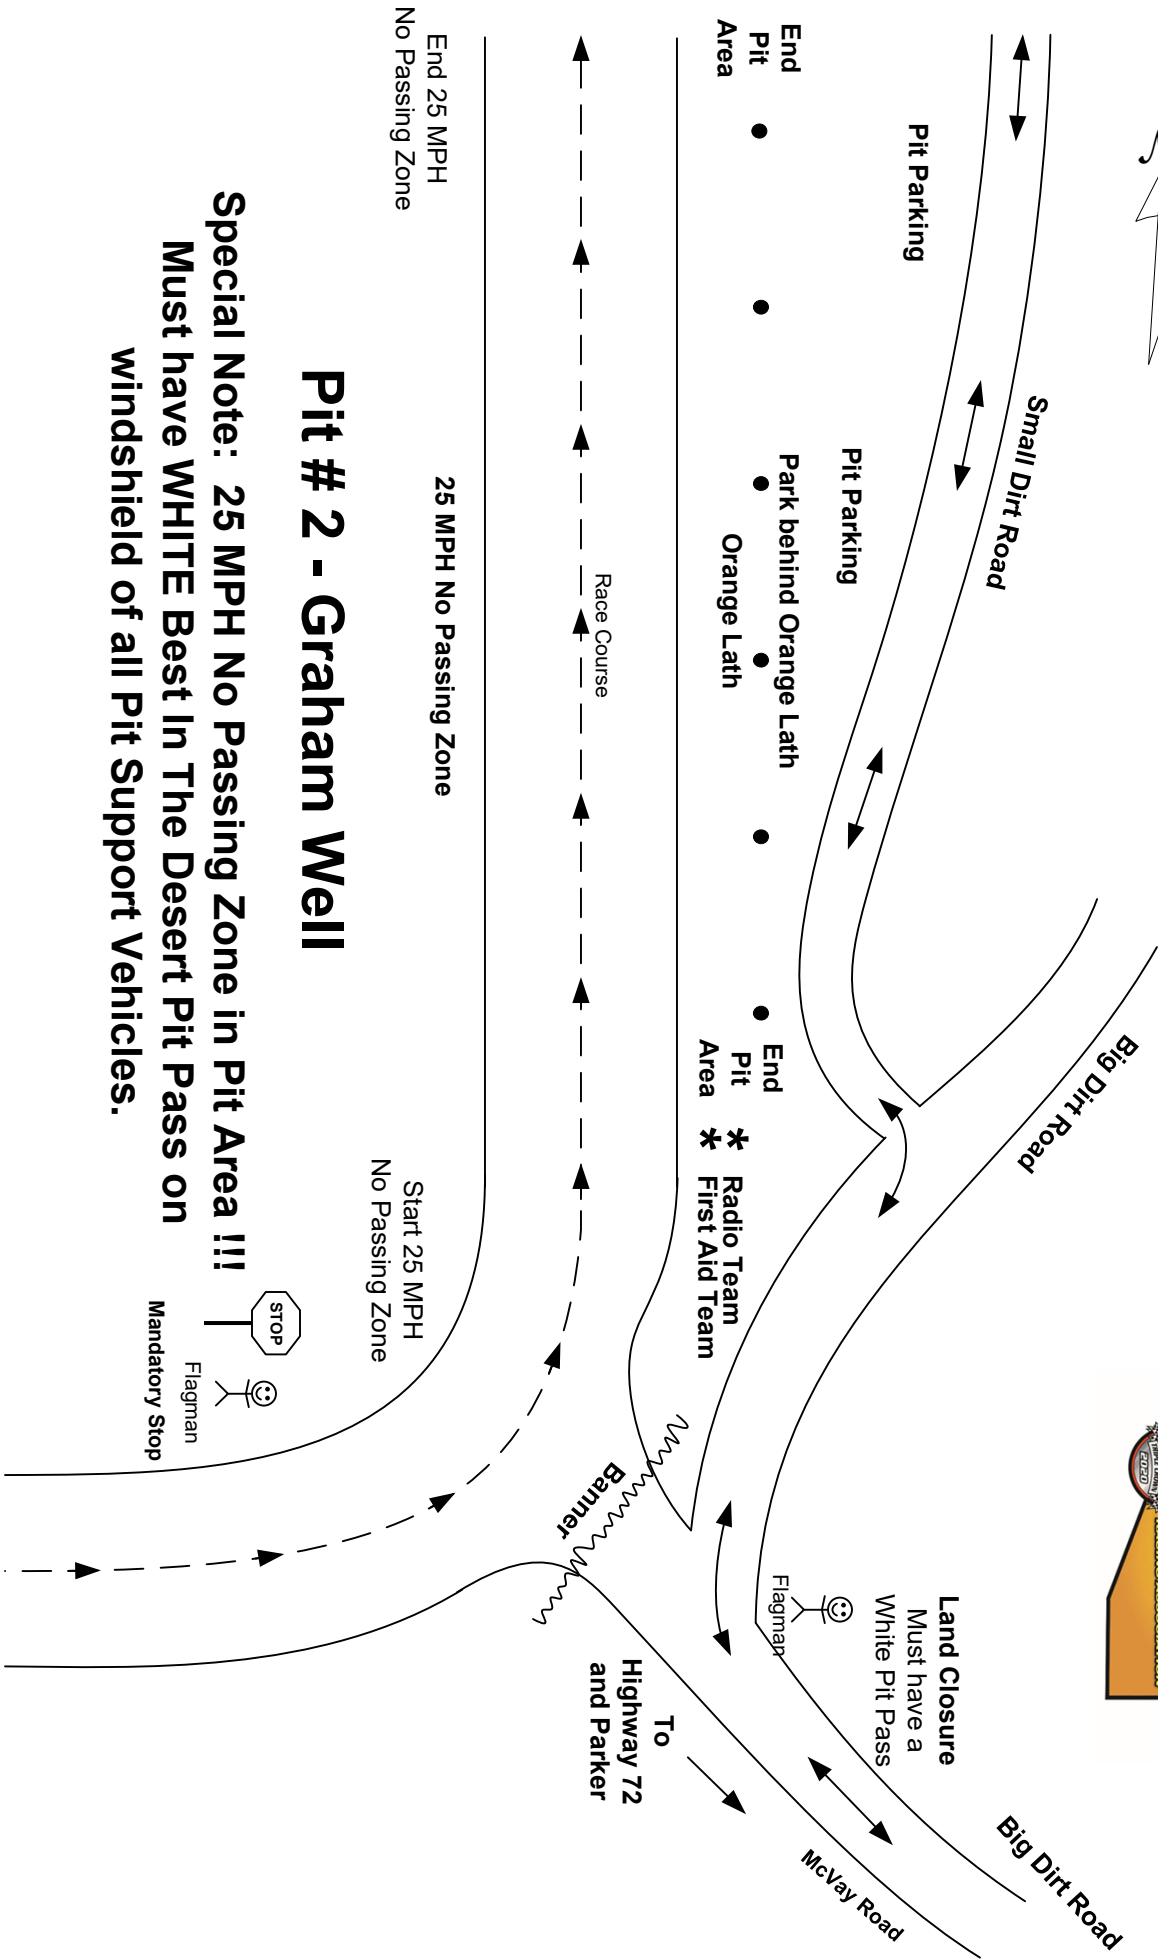 Small Dirt Road
Big Dirt Road
Land Closure
Must have a
White Pit Pass
Big Dirt Road
Pit Parking
Pit Parking
Flagman
McVay Road
End
Pit
Area
Park behind Orange Lath
Orange Lath
End
Pit
Area
* Radio Team
* First Aid Team
To
Highway 72
and Parker
Banner
Race Course
End 25 MPH
No Passing Zone
25 MPH No Passing Zone
Start 25 MPH
No Passing Zone
Pit # 2 - Graham Well
Special Note: 25 MPH No Passing Zone in Pit Area !!!
Must have WHITE Best In The Desert Pit Pass on
windshield of all Pit Support Vehicles.
STOP
Flagman
Mandatory Stop
2020